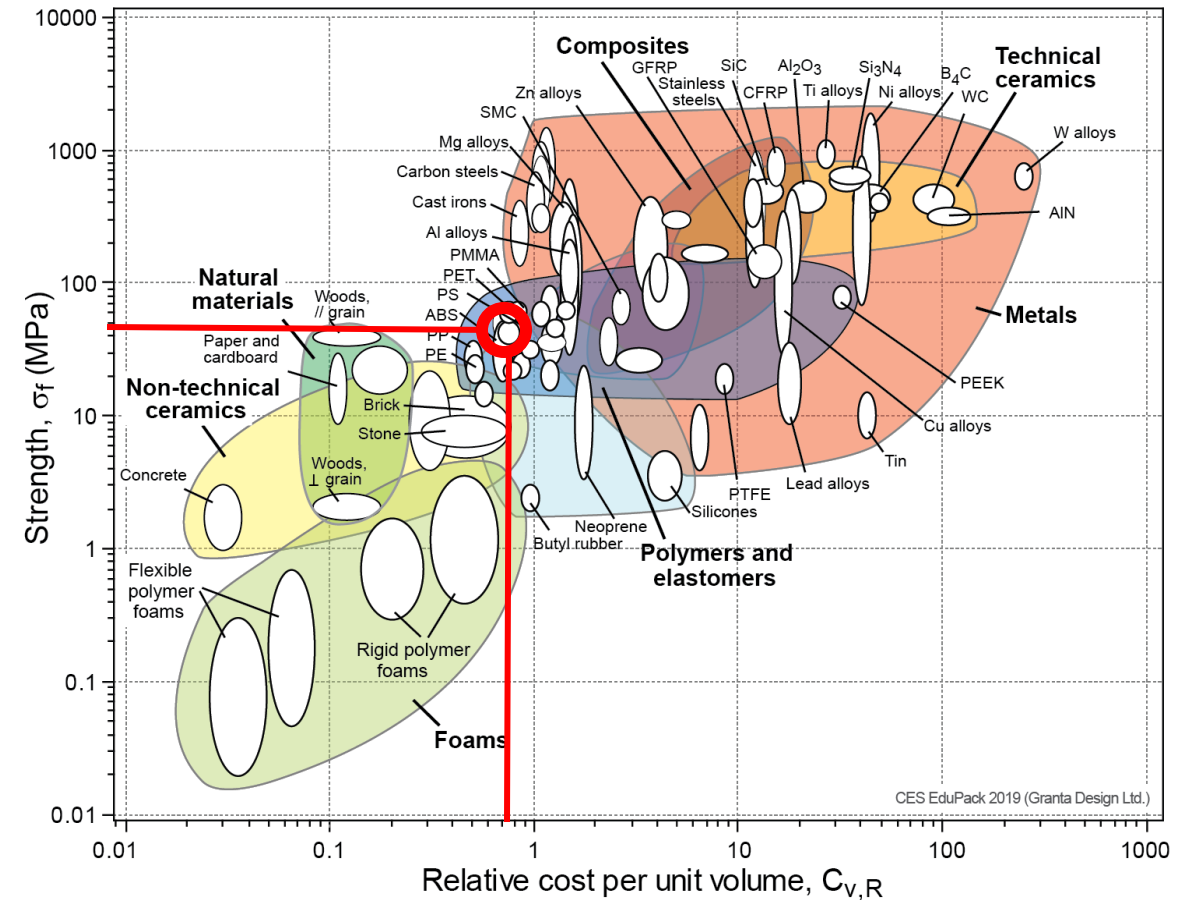 10000
1000
100
10
1
0.1
0.01
Strength, σf (MPa)
0.01
0.1
1
10
100
1000
Relative cost per unit volume, Cv,R
Composites
GFRP
Stainless
steels
SiC
CFRP
Al2O3
Ti alloys
Si3N4
Ni alloys
B4C
WC
Technical
ceramics
W alloys
AlN
Zn alloys
SMC
Mg alloys
Carbon steels
Cast irons
Al alloys
PMMA
PET
PS
ABS
PP
PE
Natural
materials
Woods,
// grain
Paper and
cardboard
Non-technical
ceramics
Brick
Stone
Concrete
Woods,
⊥ grain
Metals
PEEK
Cu alloys
Tin
Lead alloys
PTFE
Silicones
Neoprene
Butyl rubber
Polymers and
elastomers
Flexible
polymer
foams
Rigid polymer
foams
Foams
CES EduPack 2019 (Granta Design Ltd.)